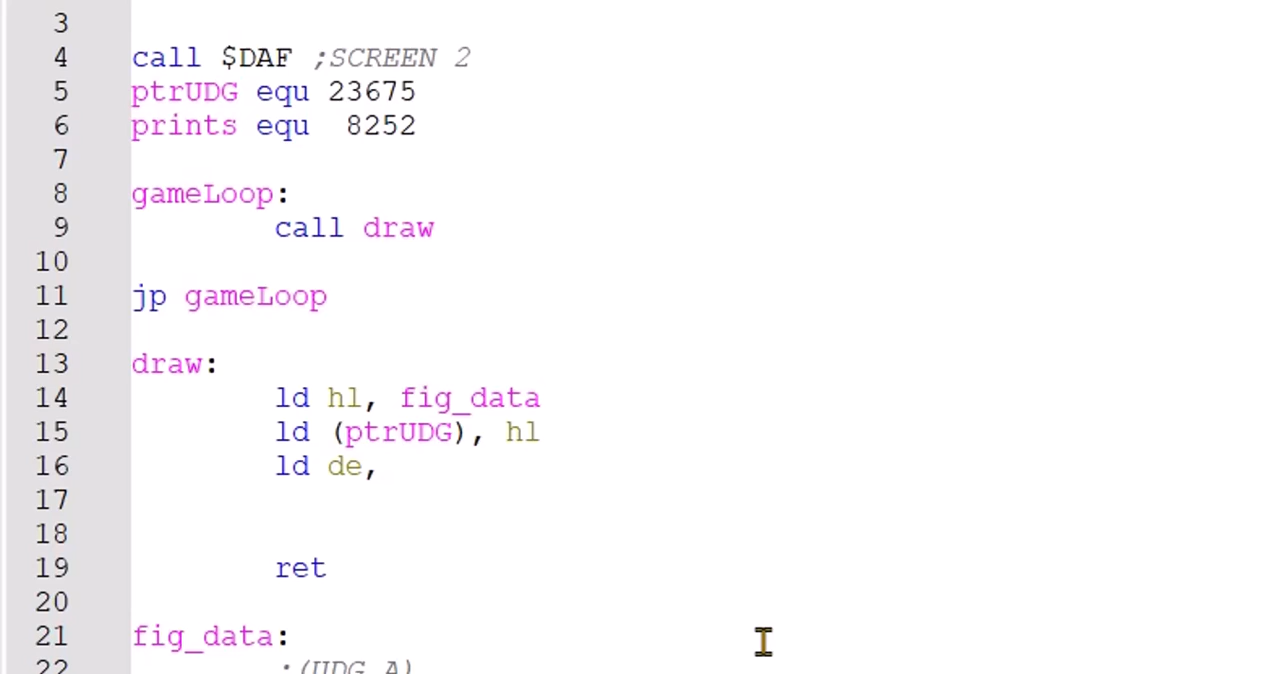 3
4 call $DAF ;SCREEN 2
5 ptrUDG equ 23675
6 prints equ  8252
7
8 gameLoop:
9         call draw
10
11 jp gameLoop
12
13 draw:
14         ld hl, fig_data
15         ld (ptrUDG), hl
16         ld de,
17
18
19         ret
20
21 fig_data:
22         ;(UDG A)